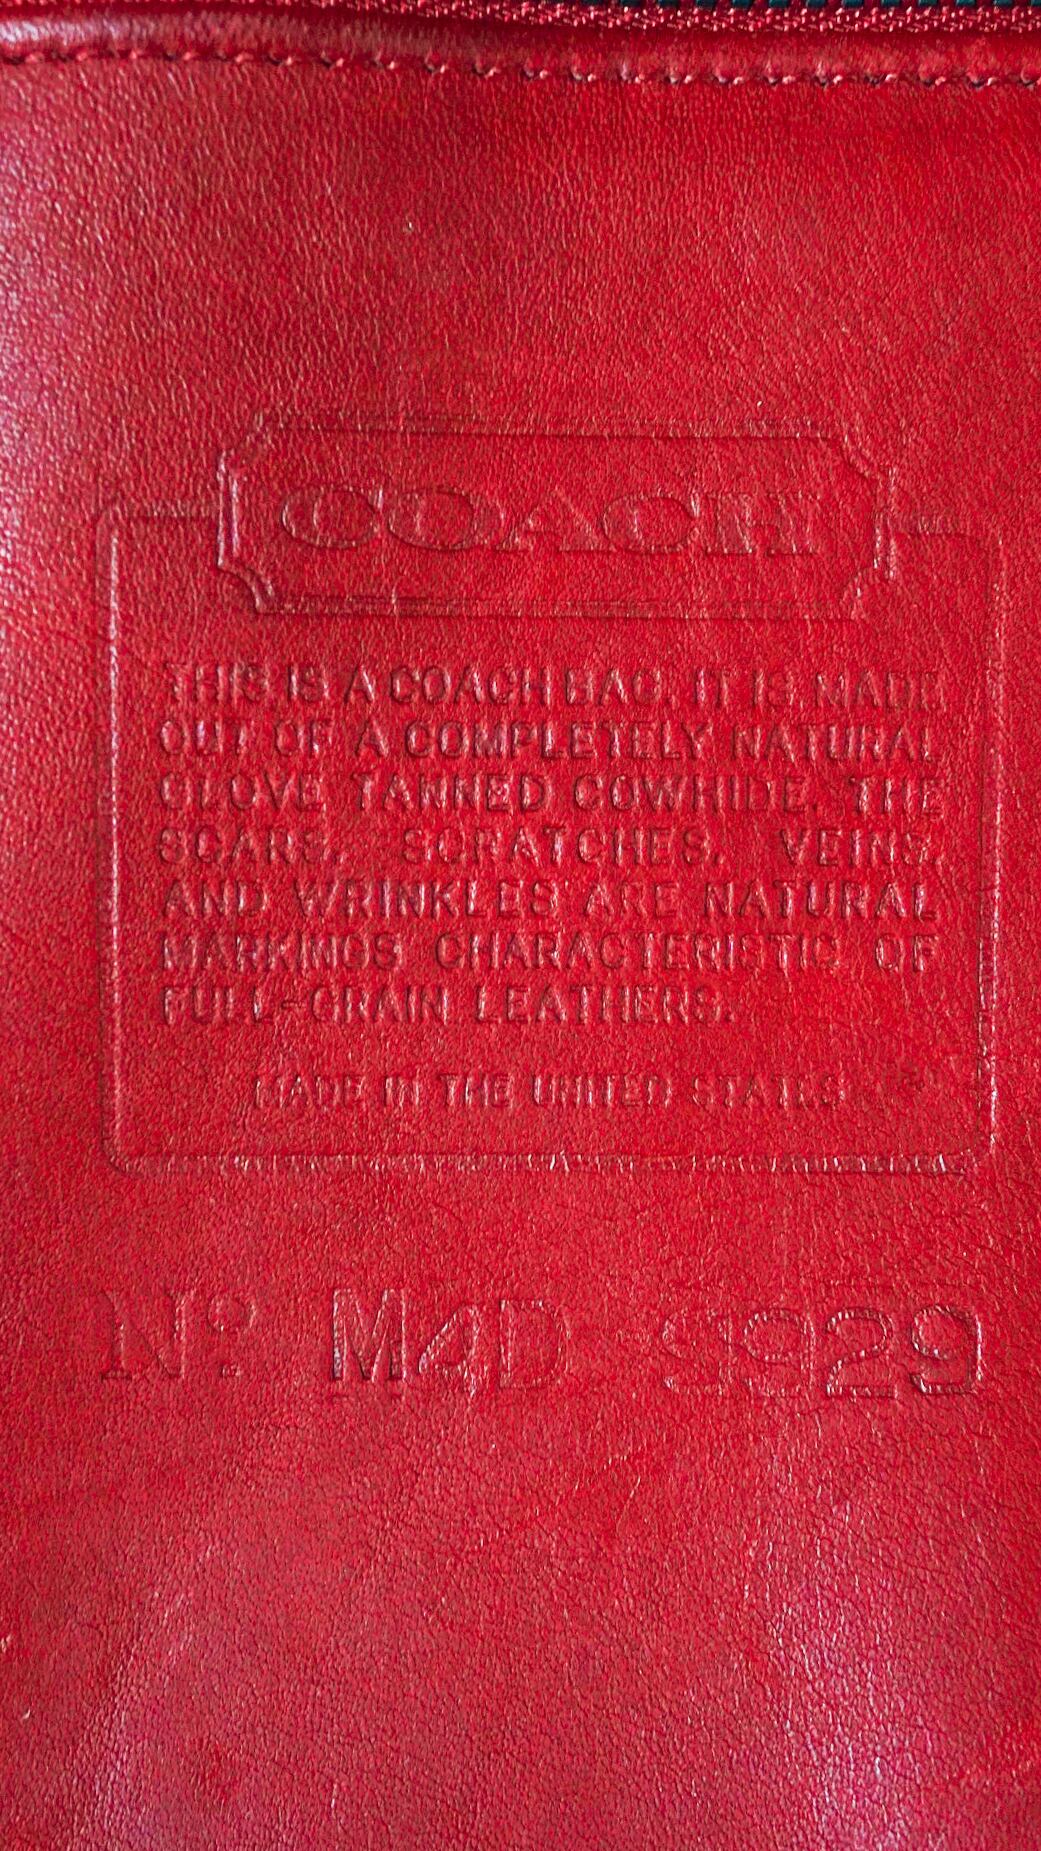 COACH
THIS IS A COACH BAG. IT IS MADE
OUT OF A COMPLETELY NATURAL
GLOVE TANNED COWHIDE. THE
SCARS, SCRATCHES, VEINS,
AND WRINKLES ARE NATURAL
MARKINGS CHARACTERISTIC OF
FULL-GRAIN LEATHERS.
MADE IN THE UNITED STATES
Nº M4D